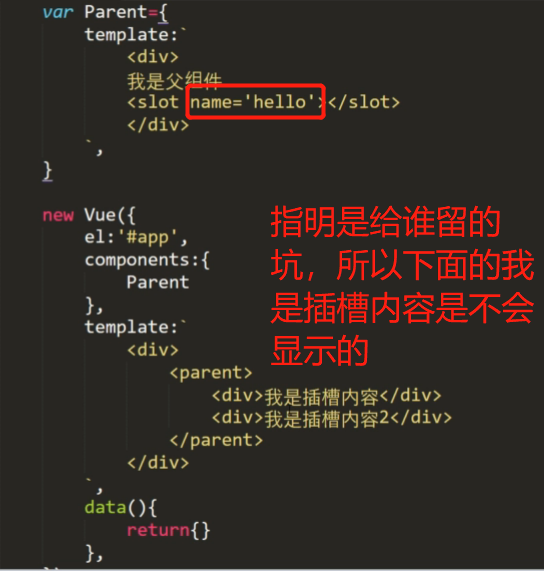 var Parent={
template:`
<div>
我是父组件
<slot name='hello'></slot>
</div>
`,
}
new Vue({
el:'#app',
components:{
Parent
},
template:`
<div>
<parent>
<div>我是插槽内容</div>
<div>我是插槽内容2</div>
</parent>
</div>
`,
data(){
return{}
},
指明是给谁留的
坑，所以下面的我
是插槽内容是不会
显示的